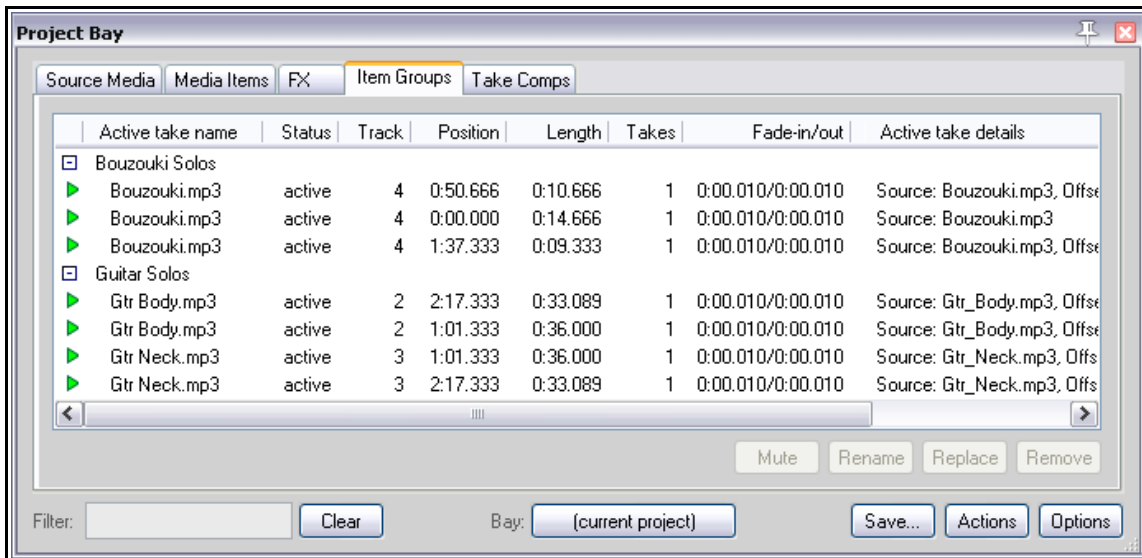 Project Bay
Source Media Media Items FX Item Groups Take Comps
Active take name Status Track Position Length Takes Fade-in/out Active take details
Bouzouki Solos
Bouzouki.mp3 active 4 0:50.666 0:10.666 1 0:00.010/0:00.010 Source: Bouzouki.mp3, Offse
Bouzouki.mp3 active 4 0:00.000 0:14.666 1 0:00.010/0:00.010 Source: Bouzouki.mp3
Bouzouki.mp3 active 4 1:37.333 0:09.333 1 0:00.010/0:00.010 Source: Bouzouki.mp3, Offse
Guitar Solos
Gtr Body.mp3 active 2 2:17.333 0:33.089 1 0:00.010/0:00.010 Source: Gtr_Body.mp3, Offse
Gtr Body.mp3 active 2 1:01.333 0:36.000 1 0:00.010/0:00.010 Source: Gtr_Body.mp3, Offse
Gtr Neck.mp3 active 3 1:01.333 0:36.000 1 0:00.010/0:00.010 Source: Gtr_Neck.mp3, Offs
Gtr Neck.mp3 active 3 2:17.333 0:33.089 1 0:00.010/0:00.010 Source: Gtr_Neck.mp3, Offs
Mute Rename Replace Remove
Filter: Clear Bay: (current project) Save... Actions Options